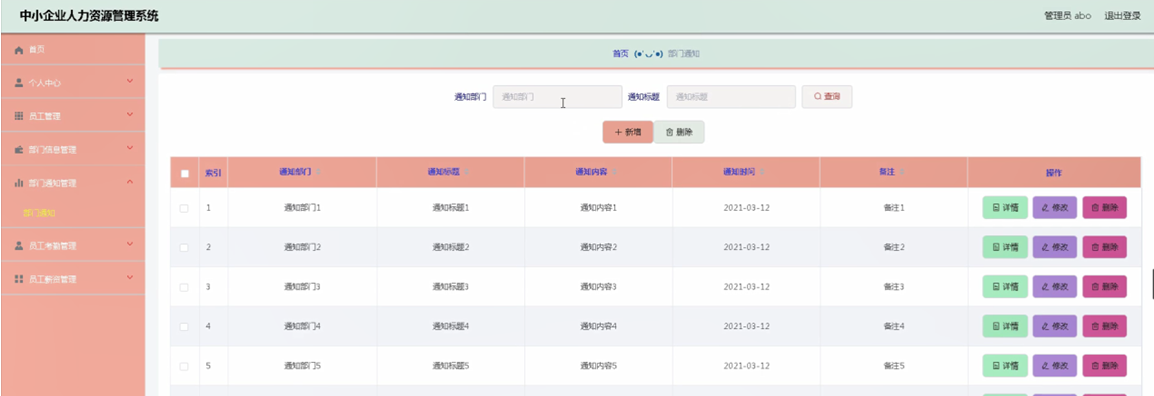 中小企业人力资源管理系统
管理员 abo 退出登录
首页
个人中心
员工管理
部门信息管理
部门通知管理
部门通知
员工考勤管理
员工薪资管理
首页 (●'◡'●) 部门通知
通知部门 通知部门 通知标题 通知标题 查询
+ 新增 删除
索引 通知部门 通知标题 通知内容 通知时间 备注 操作
1 通知部门1 通知标题1 通知内容1 2021-03-12 备注1 详情 修改 删除
2 通知部门2 通知标题2 通知内容2 2021-03-12 备注2 详情 修改 删除
3 通知部门3 通知标题3 通知内容3 2021-03-12 备注3 详情 修改 删除
4 通知部门4 通知标题4 通知内容4 2021-03-12 备注4 详情 修改 删除
5 通知部门5 通知标题5 通知内容5 2021-03-12 备注5 详情 修改 删除